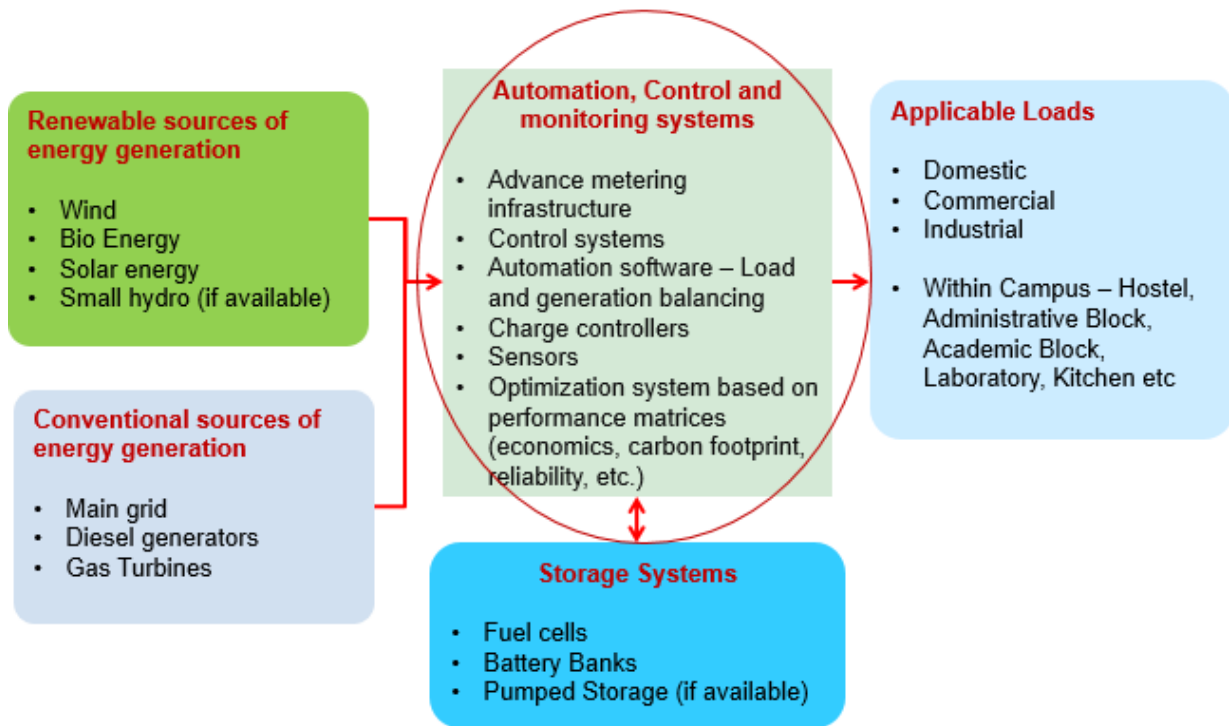 Renewable sources of
energy generation
• Wind
• Bio Energy
• Solar energy
• Small hydro (if available)
Conventional sources of
energy generation
• Main grid
• Diesel generators
• Gas Turbines
Automation, Control and
monitoring systems
• Advance metering
infrastructure
• Control systems
• Automation software – Load
and generation balancing
• Charge controllers
• Sensors
• Optimization system based on
performance matrices
(economics, carbon footprint,
reliability, etc.)
Storage Systems
• Fuel cells
• Battery Banks
• Pumped Storage (if available)
Applicable Loads
• Domestic
• Commercial
• Industrial
• Within Campus – Hostel,
Administrative Block,
Academic Block,
Laboratory, Kitchen etc